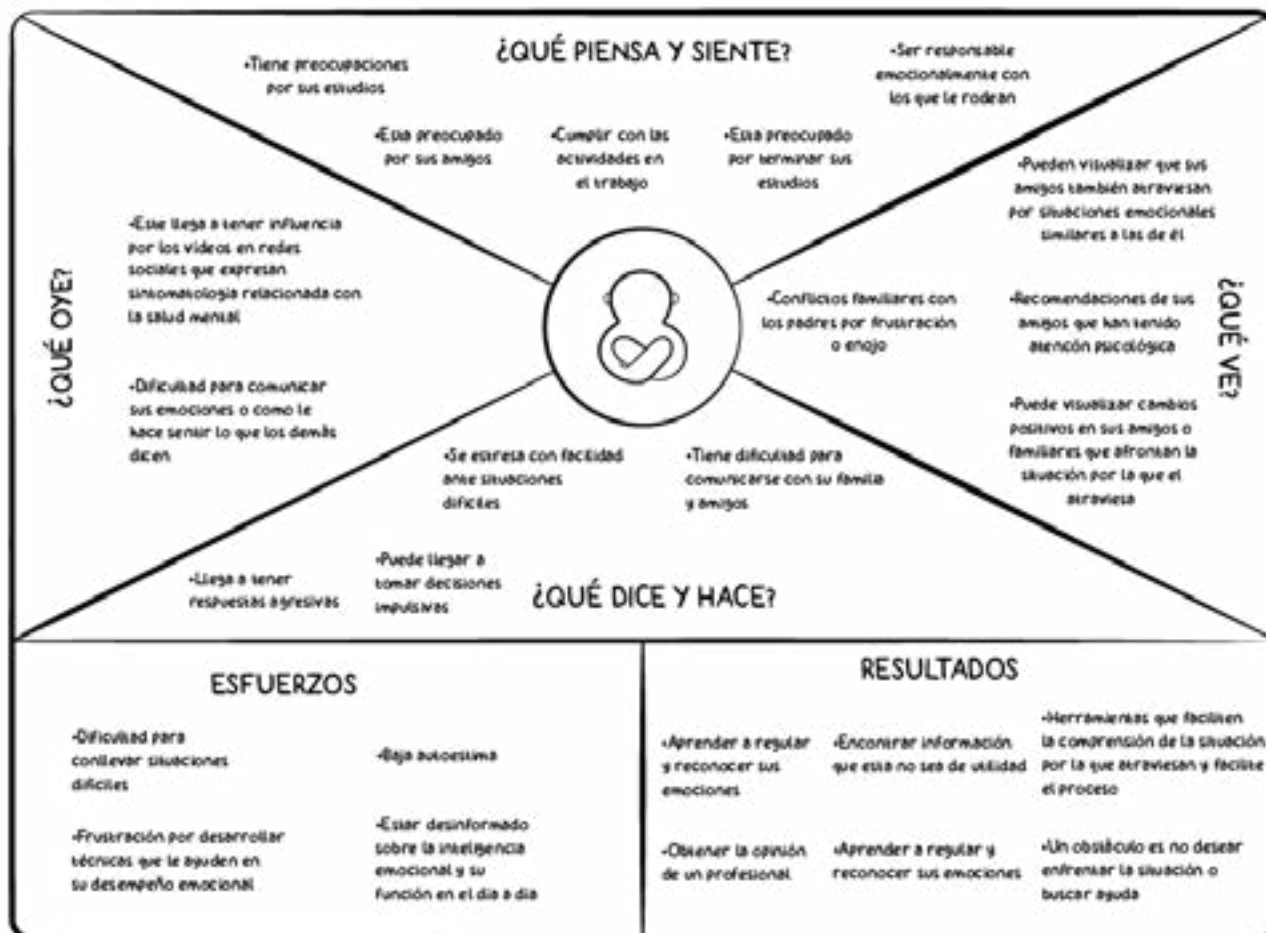 ¿QUÉ PIENSA Y SIENTE?
•Tiene preocupaciones
por sus estudios
•Esta preocupado
por sus amigos
•Cumplir con las
actividades en
el trabajo
•Esta preocupado
por terminar sus
estudios
•Ser responsable
emocionalmente con
los que le rodean
¿QUÉ OYE?
•Este llega a tener influencia
por los vídeos en redes
sociales que expresan
sintomatología relacionada con
la salud mental
•Dificultad para comunicar
sus emociones o como le
hace sentir lo que los demás
dicen
¿QUÉ VE?
•Pueden visualizar que sus
amigos también atraviesan
por situaciones emocionales
similares a las de él
•Conflictos familiares con
los padres por frustración
o enojo
•Recomendaciones de sus
amigos que han tenido
atencón psicológica
•Puede visualizar cambios
positivos en sus amigos o
familiares que afrontan la
situación por la que el
atraviesa
•Se estresa con facilidad
ante situaciones
difíciles
•Tiene dificultad para
comunicarse con su familia
y amigos
•Llega a tener
respuestas agresivas
•Puede llegar a
tomar decisiones
impulsivas
¿QUÉ DICE Y HACE?
ESFUERZOS
•Dificultad para
conllevar situaciones
difíciles
•Baja autoestima
•Frustración por desarrollar
técnicas que le ayuden en
su desempeño emocional
•Estar desinformado
sobre la inteligencia
emocional y su
función en el día a día
RESULTADOS
•Aprender a regular
y reconocer sus
emociones
•Encontrar información
que esta no sea de utilidad
•Herramientas que faciliten
la comprensión de la situación
por la que atraviesan y facilite
el proceso
•Obtener la opinión
de un profesional
•Aprender a regular y
reconocer sus emociones
•Un obstáculo es no desear
enfrentar la situación o
buscar ayuda